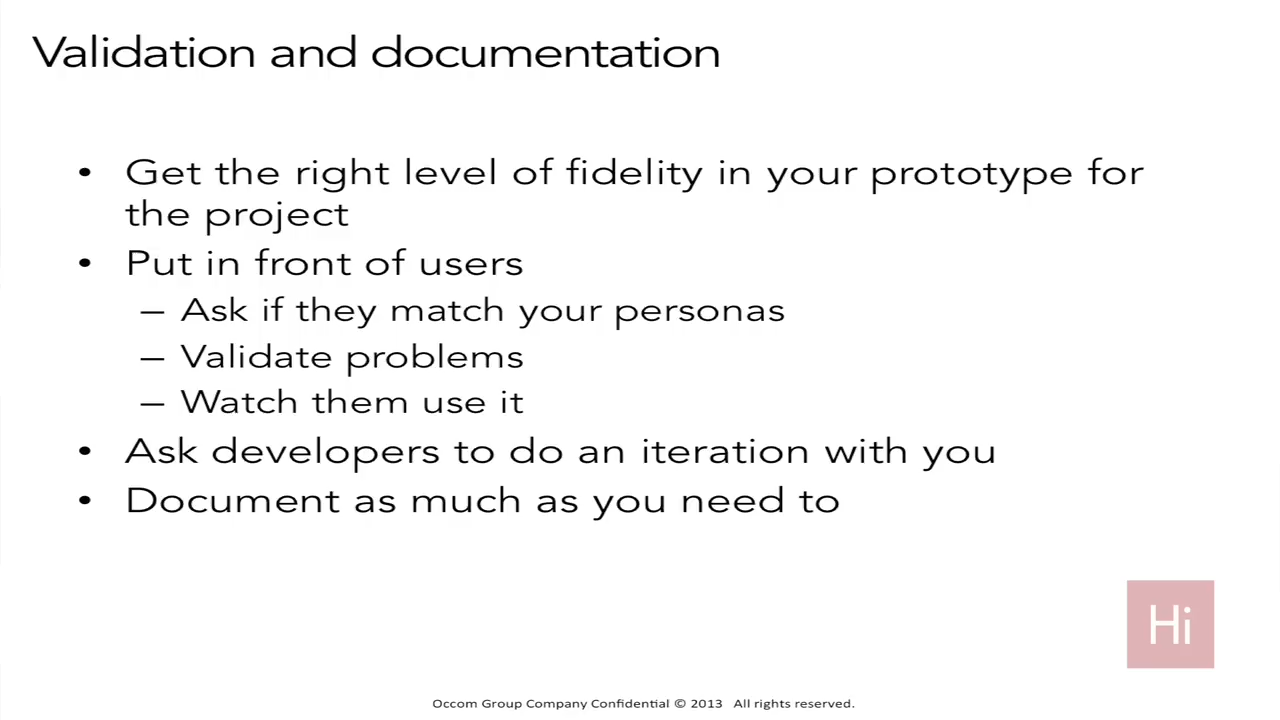 Validation and documentation
• Get the right level of fidelity in your prototype for
the project
• Put in front of users
– Ask if they match your personas
– Validate problems
– Watch them use it
• Ask developers to do an iteration with you
• Document as much as you need to
Hi
Occom Group Company Confidential © 2013 All rights reserved.